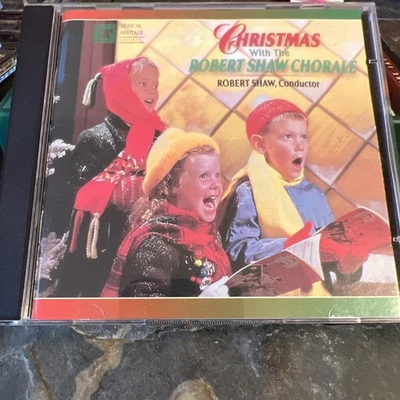 MUSICAL
HERITAGE
CHRISTMAS
With The
ROBERT SHAW CHORALE
ROBERT SHAW, Conductor